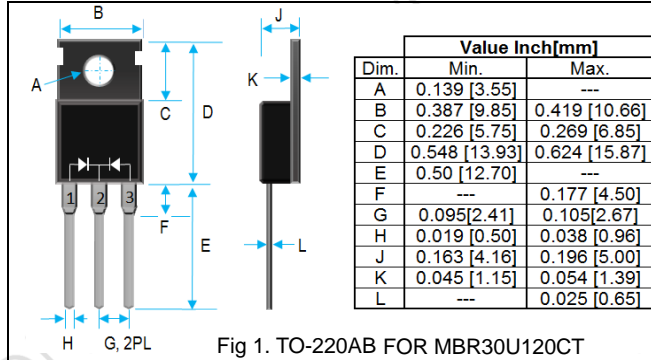 B
J
A
K
C
D
1 2 3
F
E
L
H G, 2PL
Value Inch[mm]
Dim. Min. Max.
A 0.139 [3.55] ---
B 0.387 [9.85] 0.419 [10.66]
C 0.226 [5.75] 0.269 [6.85]
D 0.548 [13.93] 0.624 [15.87]
E 0.50 [12.70] ---
F --- 0.177 [4.50]
G 0.095[2.41] 0.105[2.67]
H 0.019 [0.50] 0.038 [0.96]
J 0.163 [4.16] 0.196 [5.00]
K 0.045 [1.15] 0.054 [1.39]
L --- 0.025 [0.65]
Fig 1. TO-220AB FOR MBR30U120CT